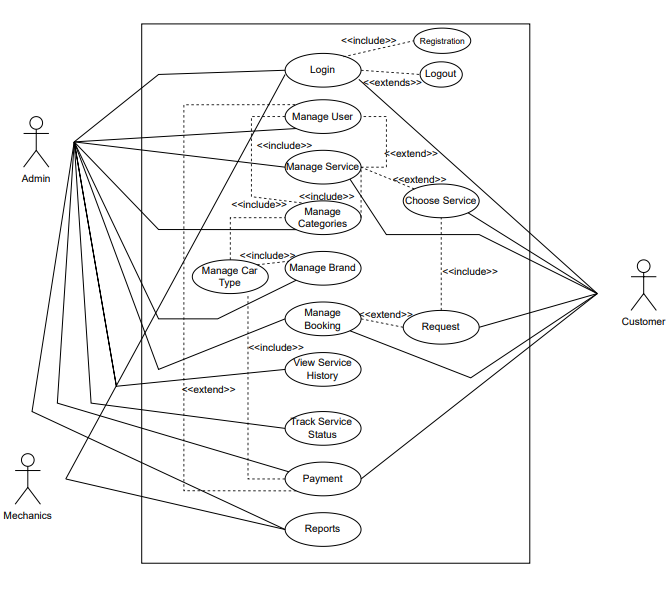 <<include>>
Registration
Login
Logout
<<extends>>
Manage User
<<include>>
<<extend>>
Manage Service
<<extend>>
Admin
<<include>>
<<include>>
Choose Service
Manage
Categories
<<include>>
Manage Car
Type
Manage Brand
<<include>>
Customer
Manage
Booking
<<extend>>
Request
<<include>>
View Service
History
<<extend>>
Track Service
Status
Mechanics
Payment
Reports